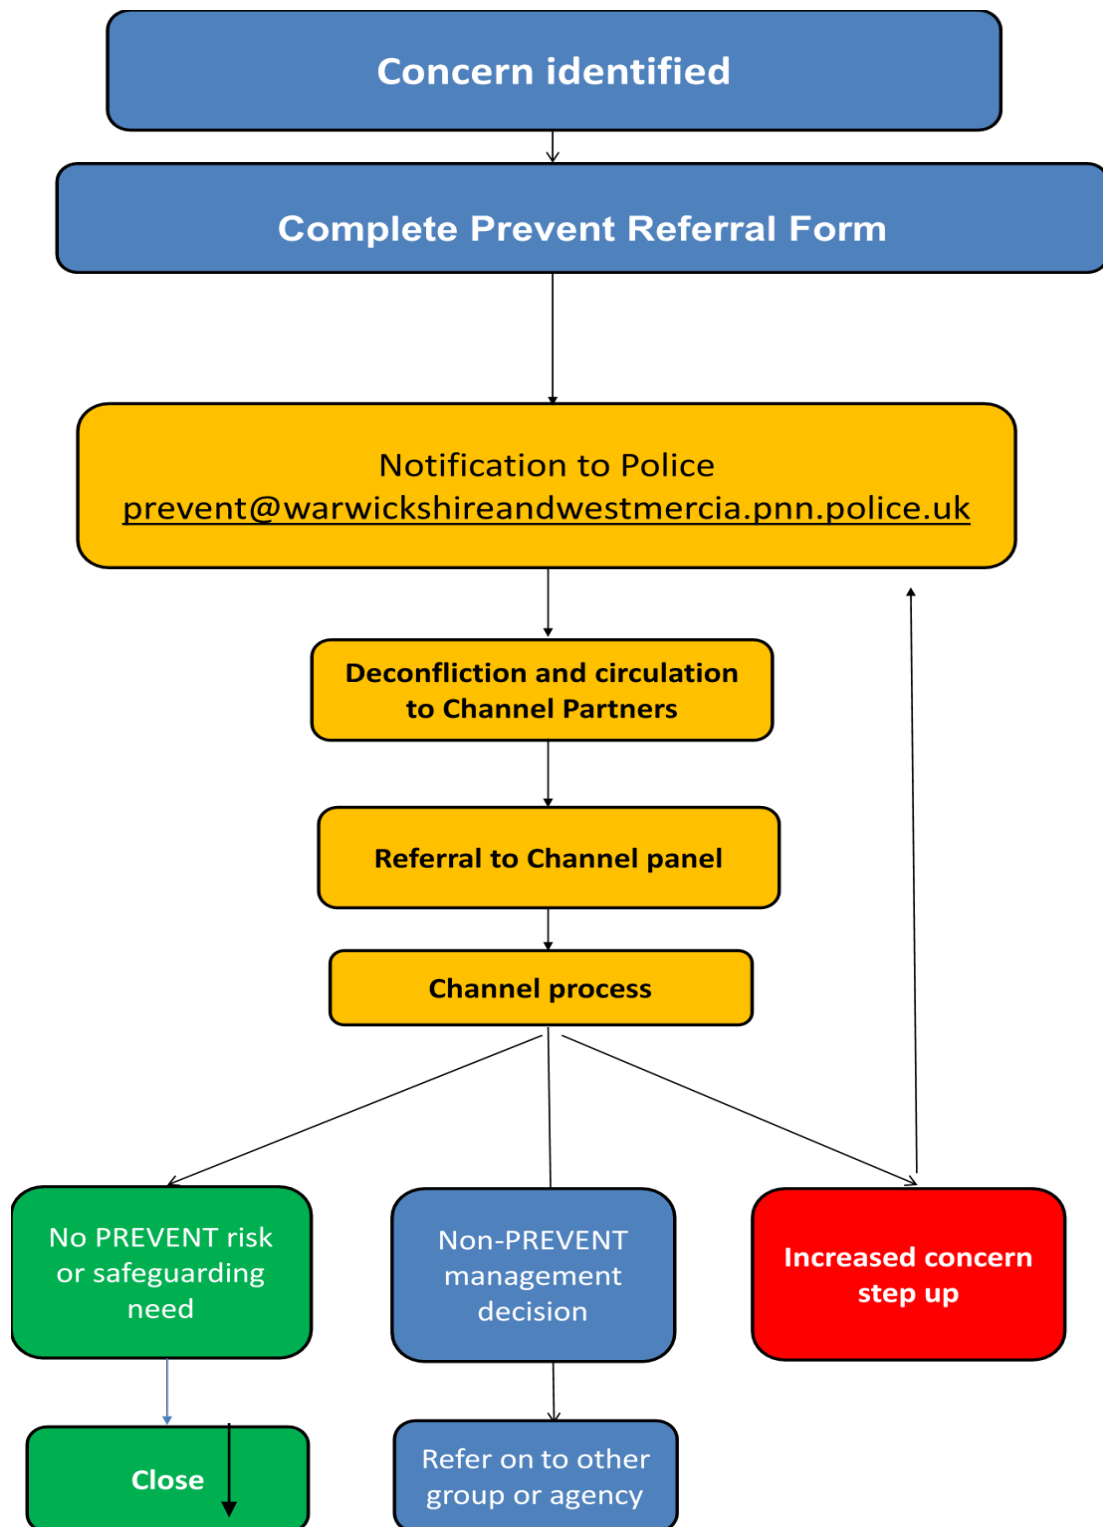 Concern identified
Complete Prevent Referral Form
Notification to Police
prevent@warwickshireandwestmercia.pnn.police.uk
Deconfliction and circulation
to Channel Partners
Referral to Channel panel
Channel process
No PREVENT risk
or safeguarding
need
Non-PREVENT
management
decision
Increased concern
step up
Close
Refer on to other
group or agency